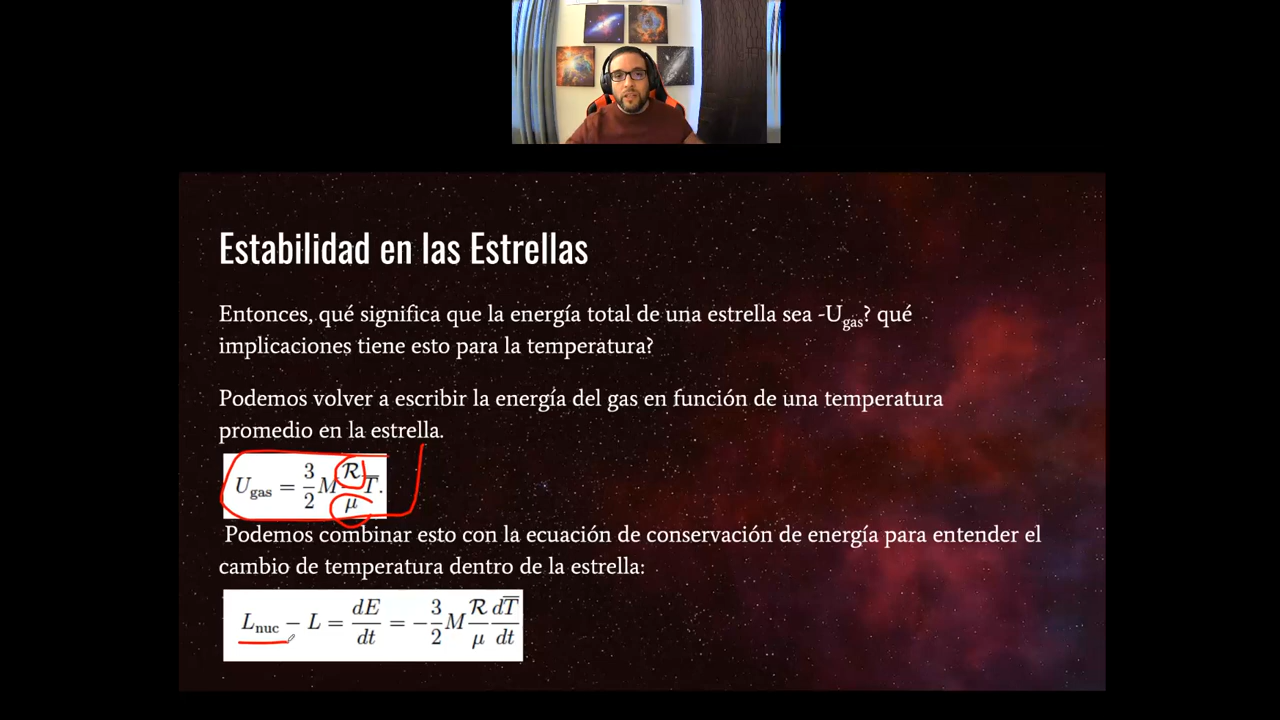 Estabilidad en las Estrellas
Entonces, qué significa que la energía total de una estrella sea -U_gas? qué
implicaciones tiene esto para la temperatura?
Podemos volver a escribir la energía del gas en función de una temperatura
promedio en la estrella.
U_gas = 3/2 M ℛ/μ T̅.
Podemos combinar esto con la ecuación de conservación de energía para entender el
cambio de temperatura dentro de la estrella:
L_nuc − L = dE/dt = −3/2 M ℛ/μ dT̅/dt